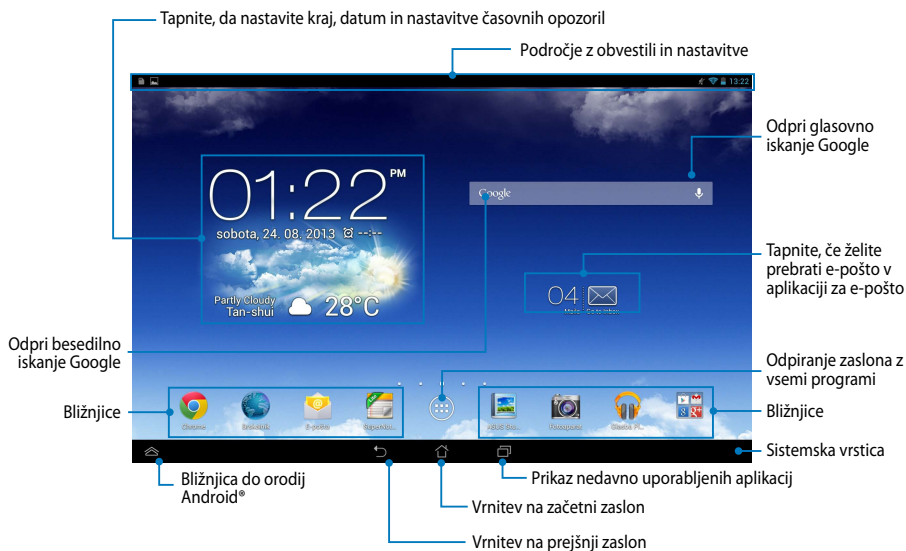 Tapnite, da nastavite kraj, datum in nastavitve časovnih opozoril
Področje z obvestili in nastavitve
13:22
Odpri glasovno
iskanje Google
01:22 PM
Google
sobota, 24. 08. 2013 --:--
Tapnite, če želite
prebrati e-pošto v
aplikaciji za e-pošto
04
Partly Cloudy
Tan-shui
28°C
Odpri besedilno
iskanje Google
Odpiranje zaslona z
vsemi programi
Bližnjice
Chrome
Brskalnik
E-pošta
Bližnjice
Sistemska vrstica
Bližnjica do orodij
Android®
Prikaz nedavno uporabljenih aplikacij
Vrnitev na začetni zaslon
Vrnitev na prejšnji zaslon